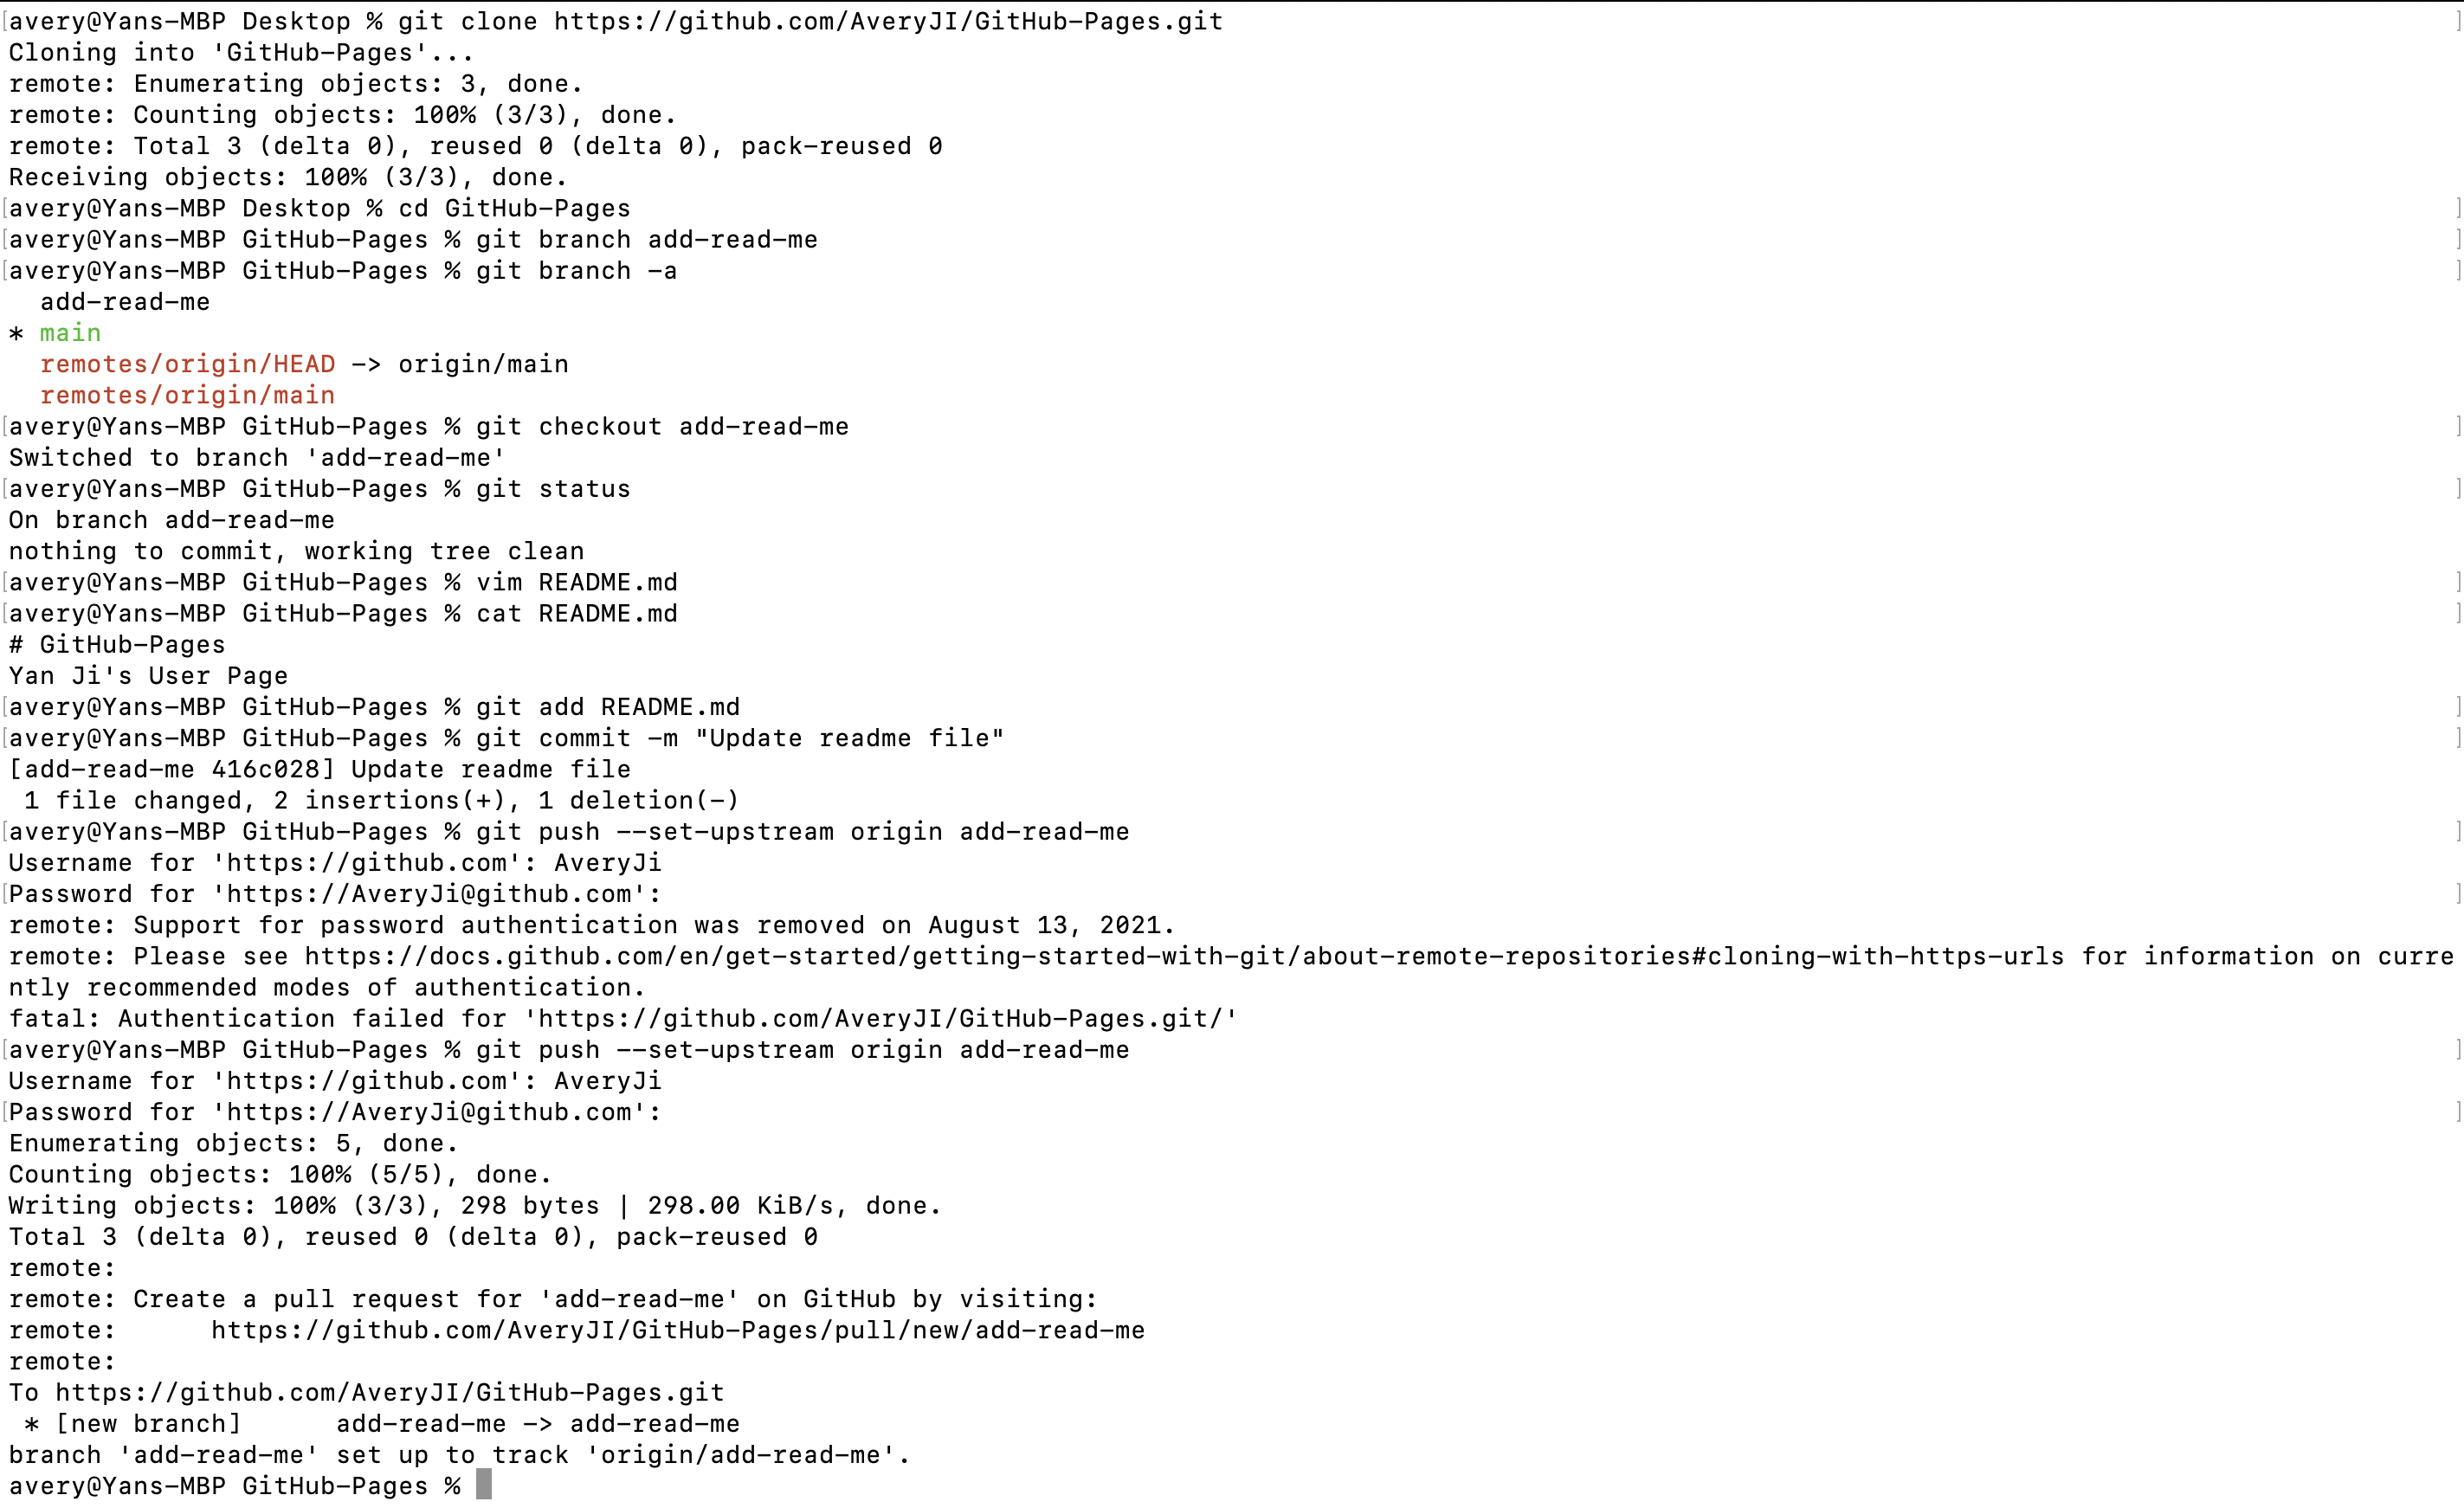 [avery@Yans-MBP Desktop % git clone https://github.com/AveryJI/GitHub-Pages.git ]
Cloning into 'GitHub-Pages'...
remote: Enumerating objects: 3, done.
remote: Counting objects: 100% (3/3), done.
remote: Total 3 (delta 0), reused 0 (delta 0), pack-reused 0
Receiving objects: 100% (3/3), done.
[avery@Yans-MBP Desktop % cd GitHub-Pages ]
[avery@Yans-MBP GitHub-Pages % git branch add-read-me ]
[avery@Yans-MBP GitHub-Pages % git branch -a ]
  add-read-me
* main
  remotes/origin/HEAD -> origin/main
  remotes/origin/main
[avery@Yans-MBP GitHub-Pages % git checkout add-read-me ]
Switched to branch 'add-read-me'
[avery@Yans-MBP GitHub-Pages % git status ]
On branch add-read-me
nothing to commit, working tree clean
[avery@Yans-MBP GitHub-Pages % vim README.md ]
[avery@Yans-MBP GitHub-Pages % cat README.md ]
# GitHub-Pages
Yan Ji's User Page
[avery@Yans-MBP GitHub-Pages % git add README.md ]
[avery@Yans-MBP GitHub-Pages % git commit -m "Update readme file" ]
[add-read-me 416c028] Update readme file
 1 file changed, 2 insertions(+), 1 deletion(-)
[avery@Yans-MBP GitHub-Pages % git push --set-upstream origin add-read-me ]
Username for 'https://github.com': AveryJi
[Password for 'https://AveryJi@github.com': ]
remote: Support for password authentication was removed on August 13, 2021.
remote: Please see https://docs.github.com/en/get-started/getting-started-with-git/about-remote-repositories#cloning-with-https-urls for information on curre
ntly recommended modes of authentication.
fatal: Authentication failed for 'https://github.com/AveryJI/GitHub-Pages.git/'
[avery@Yans-MBP GitHub-Pages % git push --set-upstream origin add-read-me ]
Username for 'https://github.com': AveryJi
[Password for 'https://AveryJi@github.com': ]
Enumerating objects: 5, done.
Counting objects: 100% (5/5), done.
Writing objects: 100% (3/3), 298 bytes | 298.00 KiB/s, done.
Total 3 (delta 0), reused 0 (delta 0), pack-reused 0
remote:
remote: Create a pull request for 'add-read-me' on GitHub by visiting:
remote:      https://github.com/AveryJI/GitHub-Pages/pull/new/add-read-me
remote:
To https://github.com/AveryJI/GitHub-Pages.git
 * [new branch]      add-read-me -> add-read-me
branch 'add-read-me' set up to track 'origin/add-read-me'.
avery@Yans-MBP GitHub-Pages %